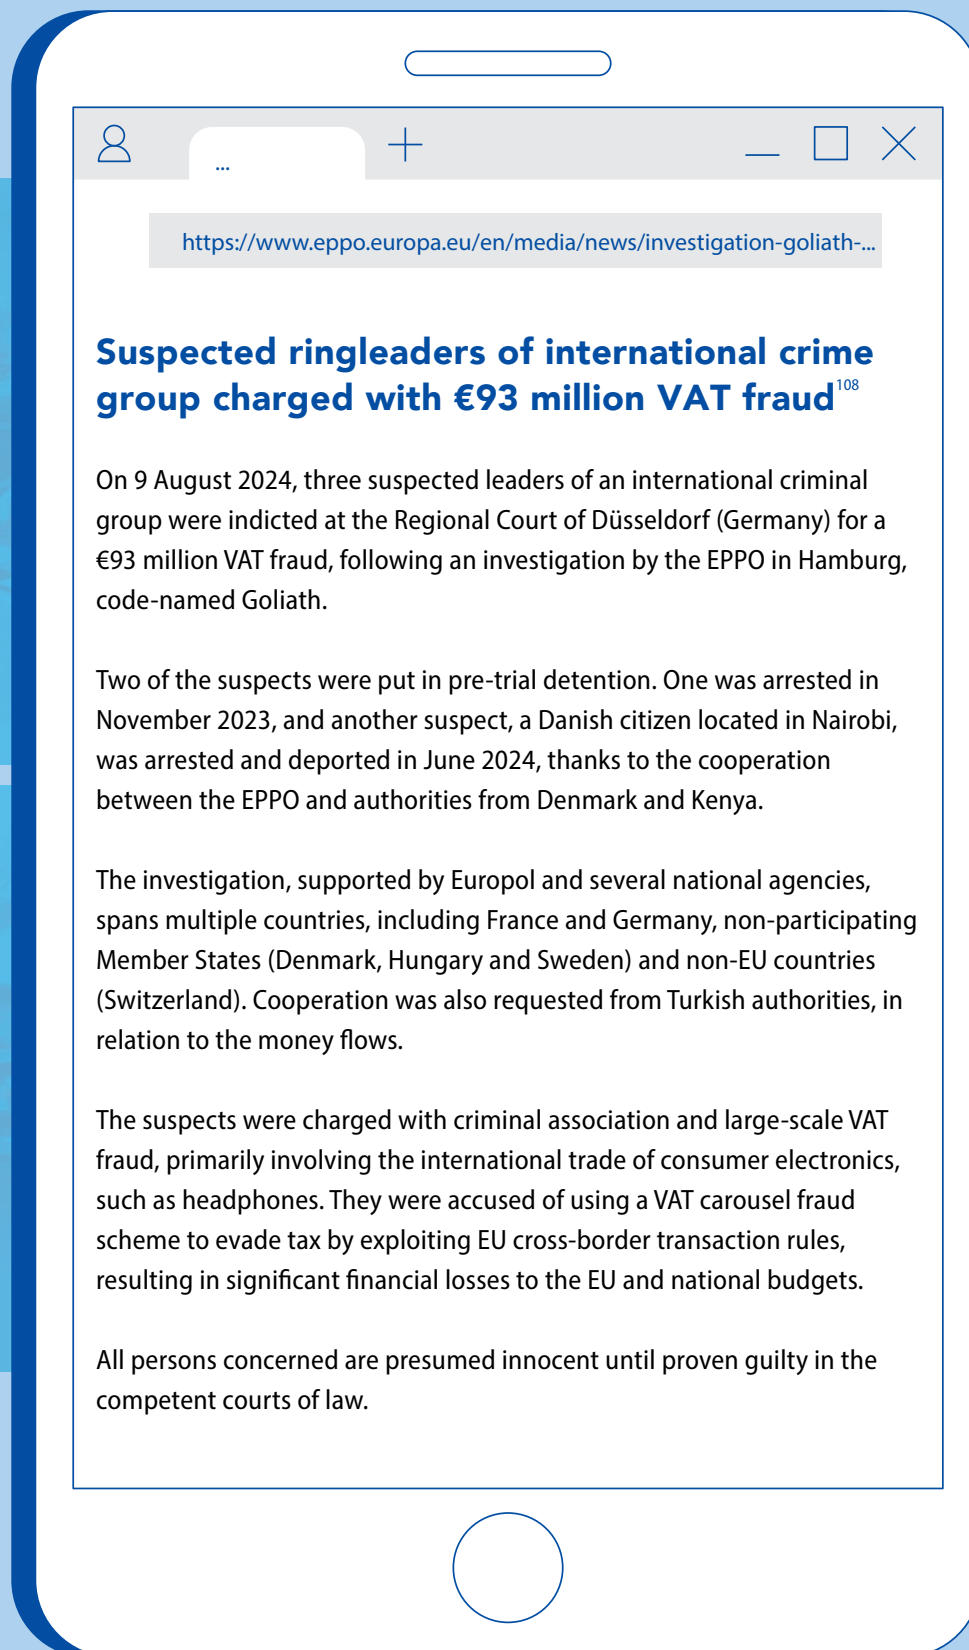 ...
https://www.eppo.europa.eu/en/media/news/investigation-goliath-...
Suspected ringleaders of international crime
group charged with €93 million VAT fraud108
On 9 August 2024, three suspected leaders of an international criminal
group were indicted at the Regional Court of Düsseldorf (Germany) for a
€93 million VAT fraud, following an investigation by the EPPO in Hamburg,
code-named Goliath.
Two of the suspects were put in pre-trial detention. One was arrested in
November 2023, and another suspect, a Danish citizen located in Nairobi,
was arrested and deported in June 2024, thanks to the cooperation
between the EPPO and authorities from Denmark and Kenya.
The investigation, supported by Europol and several national agencies,
spans multiple countries, including France and Germany, non-participating
Member States (Denmark, Hungary and Sweden) and non-EU countries
(Switzerland). Cooperation was also requested from Turkish authorities, in
relation to the money flows.
The suspects were charged with criminal association and large-scale VAT
fraud, primarily involving the international trade of consumer electronics,
such as headphones. They were accused of using a VAT carousel fraud
scheme to evade tax by exploiting EU cross-border transaction rules,
resulting in significant financial losses to the EU and national budgets.
All persons concerned are presumed innocent until proven guilty in the
competent courts of law.